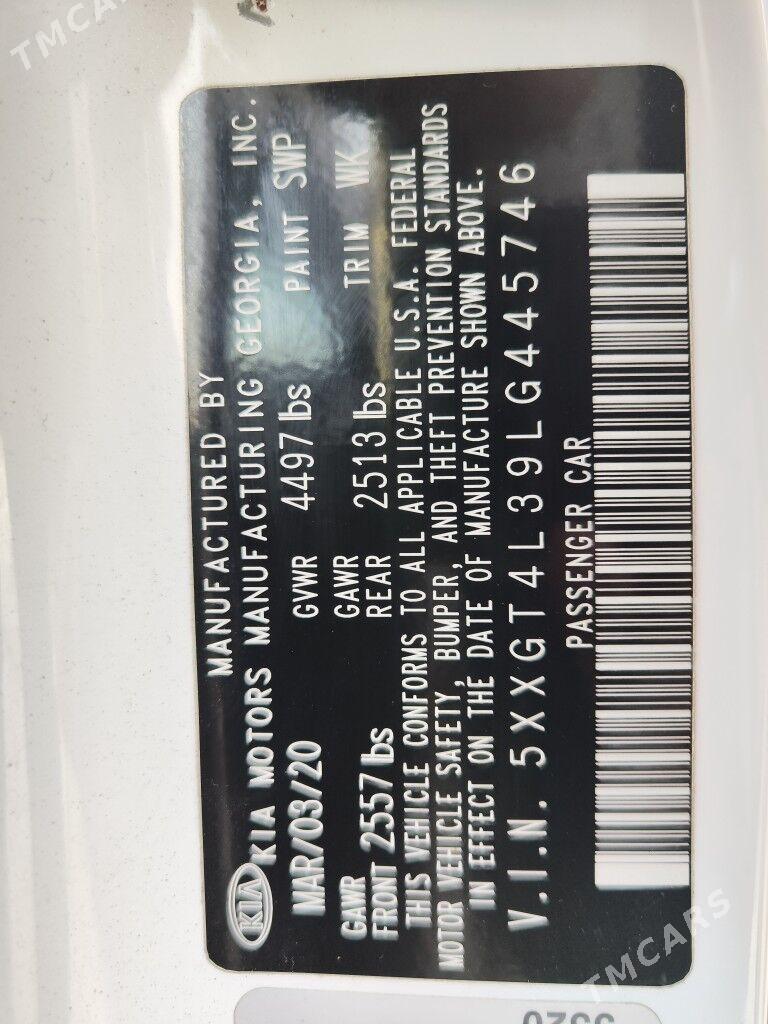 MANUFACTURED BY
KIA KIA MOTORS MANUFACTURING GEORGIA, INC.
MAR/03/20 GVWR 4497 lbs PAINT SWP
GAWR FRONT 2557 lbs GAWR REAR 2513 lbs TRIM WK
THIS VEHICLE CONFORMS TO ALL APPLICABLE U.S.A. FEDERAL
MOTOR VEHICLE SAFETY, BUMPER, AND THEFT PREVENTION STANDARDS
IN EFFECT ON THE DATE OF MANUFACTURE SHOWN ABOVE.
V.I.N. 5XXGT4L39LG445746
PASSENGER CAR
TMCARS
TMCARS